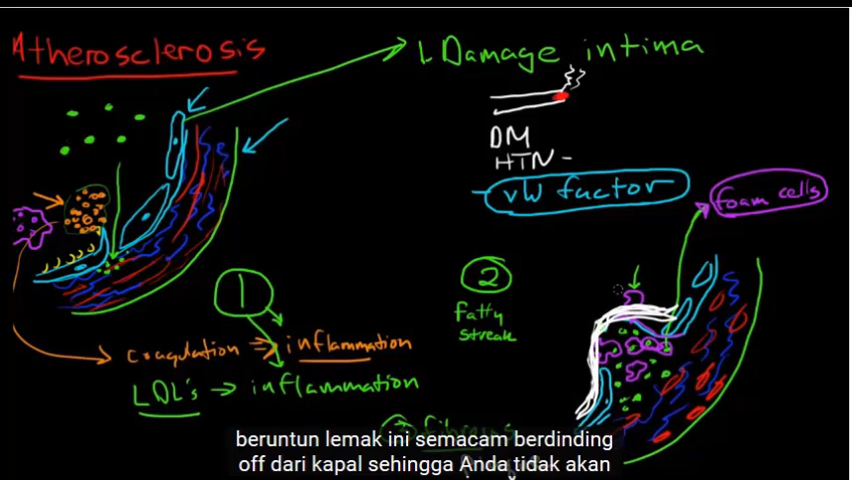 Atherosclerosis
1. Damage intima
DM
HTN -
vW factor
foam cells
1
2
Fatty
streak
coagulation => inflammation
LDL's → inflammation
beruntun lemak ini semacam berdinding
off dari kapal sehingga Anda tidak akan